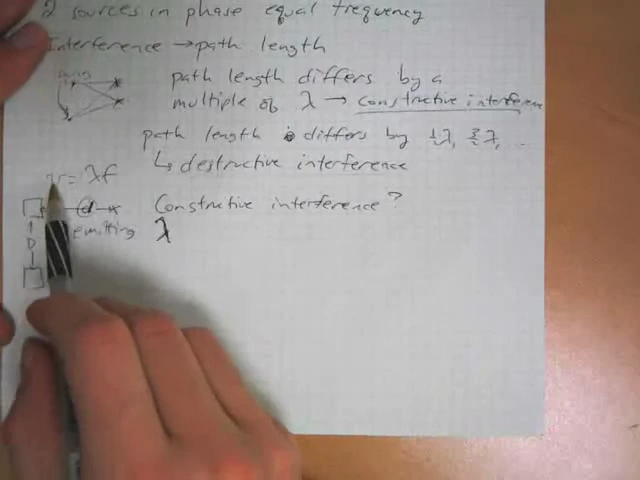 2 sources in phase equal frequency
Interference → path length
path length differs by a
multiple of λ → constructive interference
path length differs by ½λ, 3/2λ, ...
↳ destructive interference
v = λf
d Constructive interference?
D emitting λ